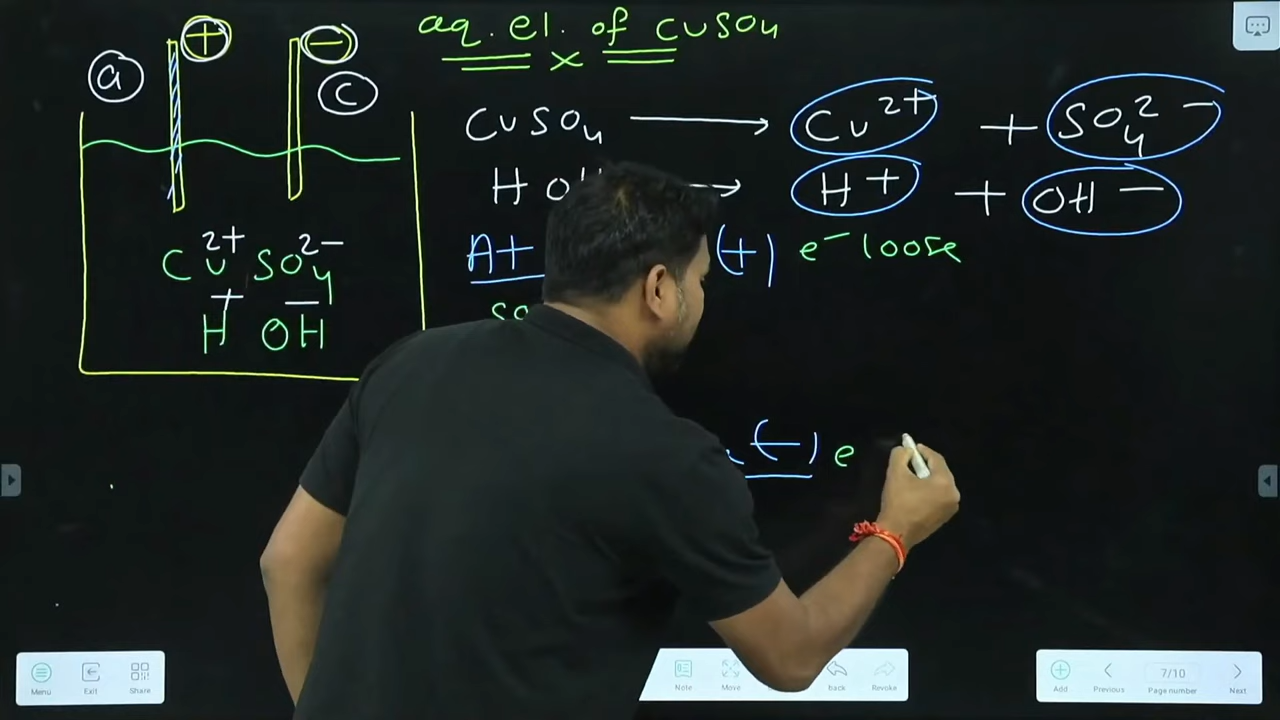 aq. el. of CuSO4
a + − c
CuSO4 → Cu2+ + SO4 2−
H → H+ + OH−
At (+) e− loose
Cu2+ SO4 2−
H+ OH−
(−) e
Menu Exit Share Note Move back Revoke Add Previous 7/10 Page number Next